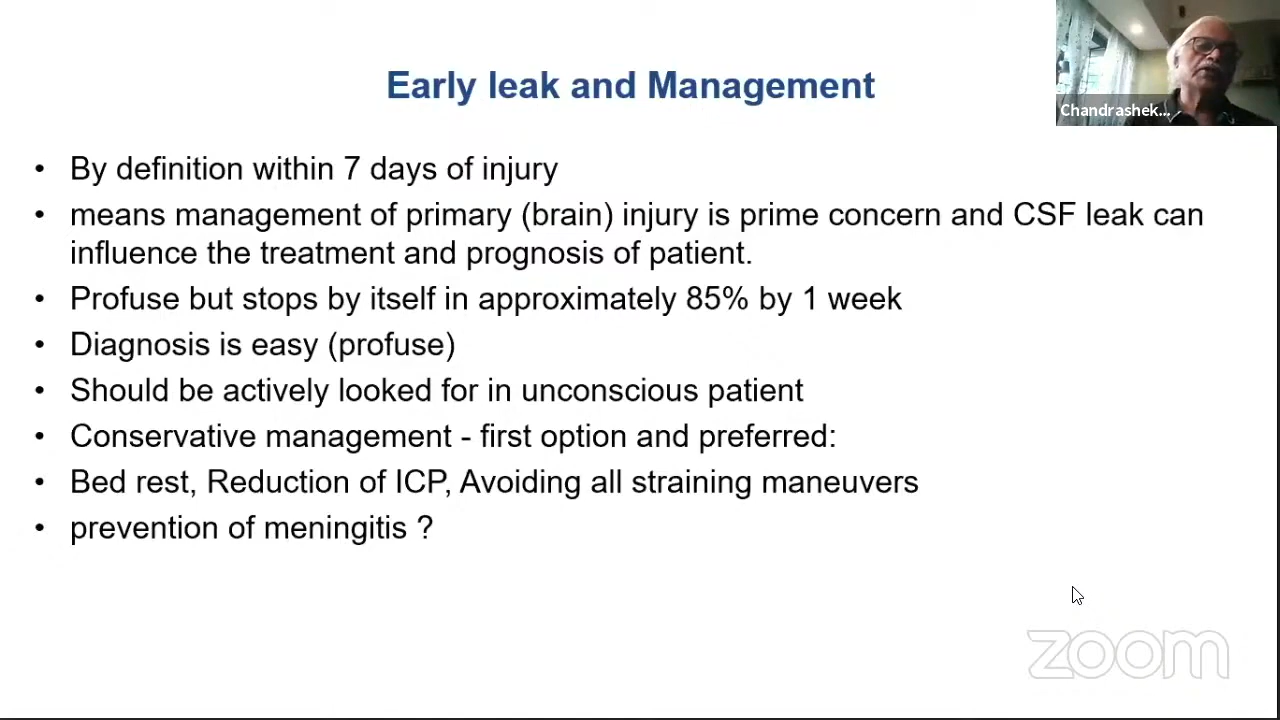 Early leak and Management
Chandrashek...
• By definition within 7 days of injury
• means management of primary (brain) injury is prime concern and CSF leak can
influence the treatment and prognosis of patient.
• Profuse but stops by itself in approximately 85% by 1 week
• Diagnosis is easy (profuse)
• Should be actively looked for in unconscious patient
• Conservative management - first option and preferred:
• Bed rest, Reduction of ICP, Avoiding all straining maneuvers
• prevention of meningitis ?
zoom